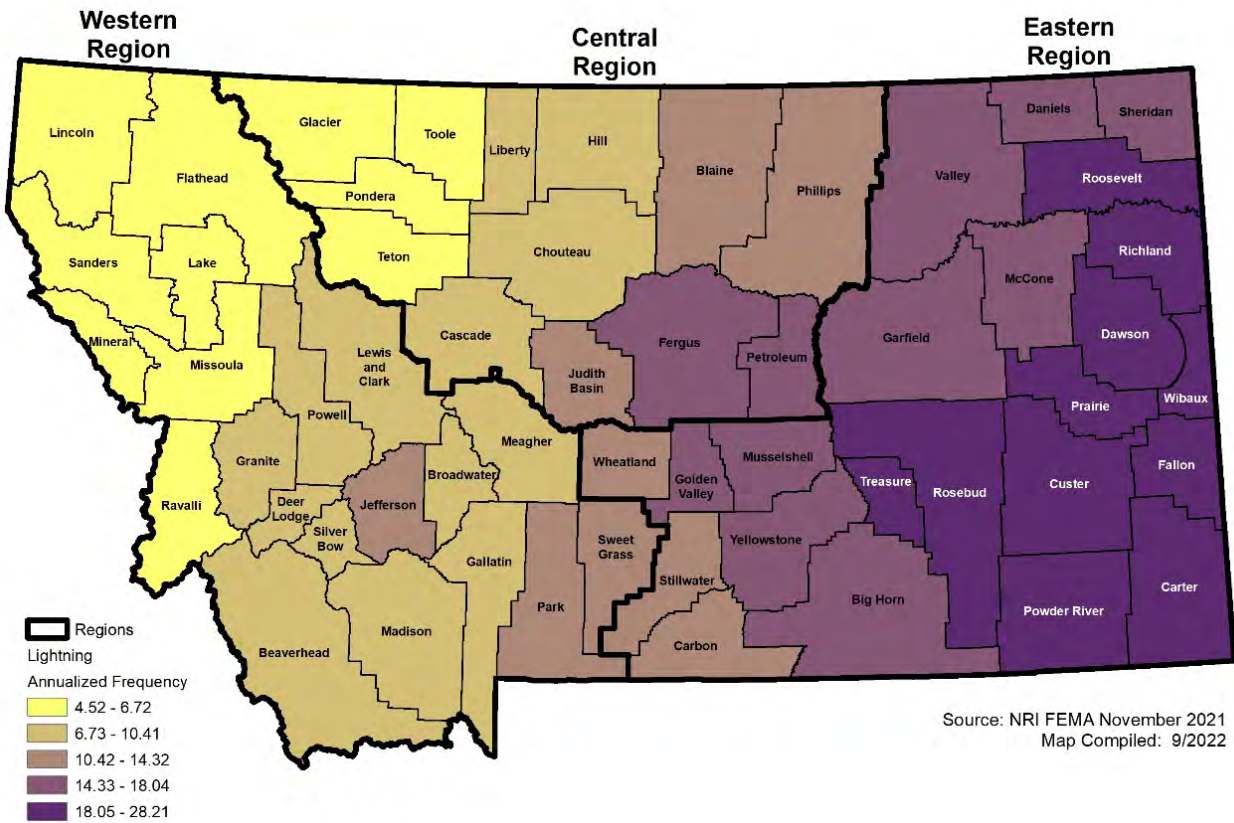 Western
Region
Central
Region
Eastern
Region
Lincoln
Flathead
Glacier
Toole
Liberty
Hill
Blaine
Phillips
Valley
Daniels
Sheridan
Roosevelt
Pondera
Teton
Chouteau
Sanders
Lake
Richland
McCone
Mineral
Missoula
Lewis
and
Clark
Cascade
Judith
Basin
Fergus
Petroleum
Garfield
Dawson
Wibaux
Prairie
Powell
Granite
Meagher
Broadwater
Wheatland
Golden
Valley
Musselshell
Treasure
Rosebud
Custer
Fallon
Ravalli
Deer
Lodge
Silver
Bow
Jefferson
Gallatin
Sweet
Grass
Yellowstone
Stillwater
Park
Big Horn
Powder River
Carter
Beaverhead
Madison
Carbon
Regions
Lightning
Annualized Frequency
4.52 - 6.72
6.73 - 10.41
10.42 - 14.32
14.33 - 18.04
18.05 - 28.21
Source: NRI FEMA November 2021
Map Compiled: 9/2022